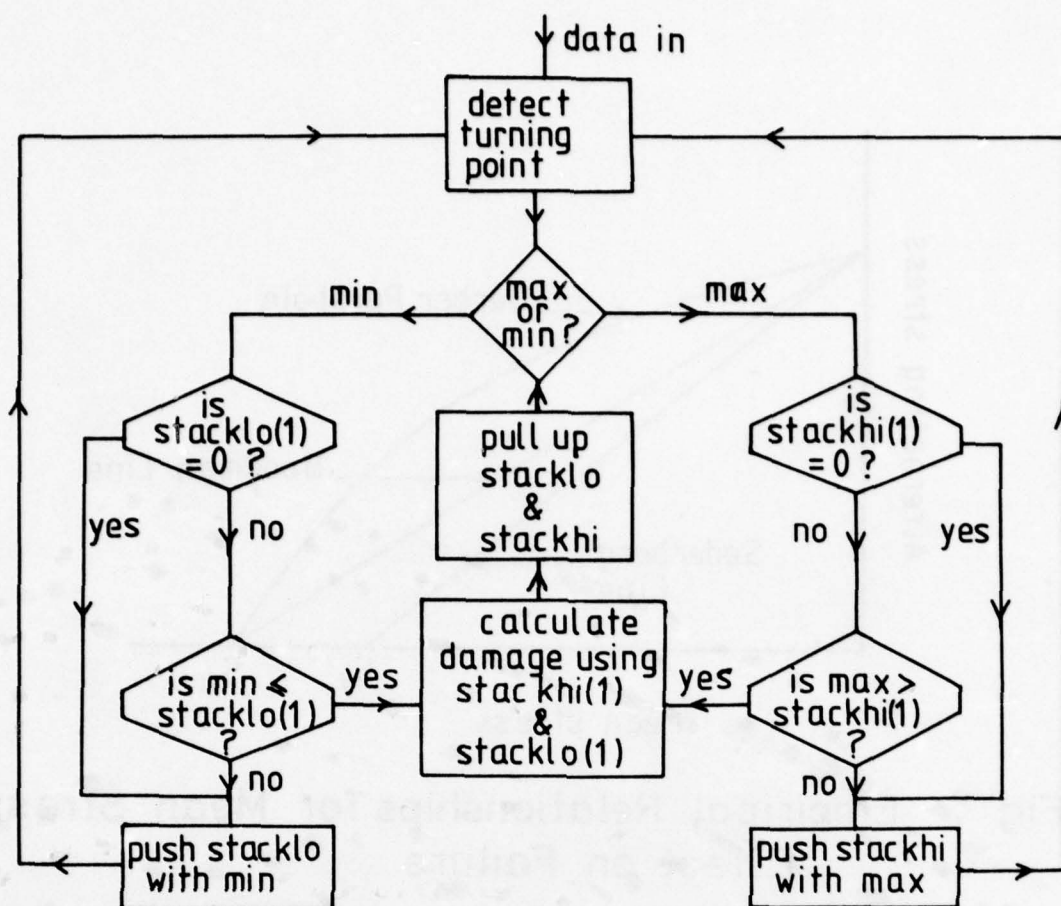 data in
detect
turning
point
min
max
or
min?
max
is
stacklo(1)
=0 ?
pull up
stacklo
&
stackhi
is
stackhi(1)
=0?
yes
no
no
yes
is min ⩽
stacklo(1)
?
yes
calculate
damage using
stac khi(1)
&
stacklo(1)
yes
is max>
stackhi(1)
?
no
no
push stacklo
with min
push stackhi
with max